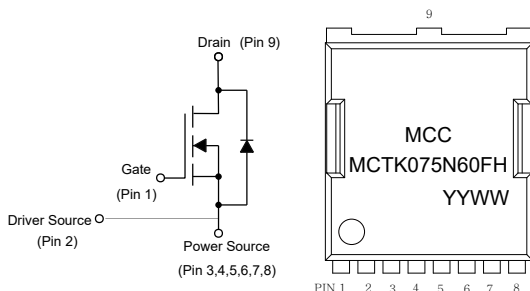 Drain (Pin 9)
Gate
(Pin 1)
Driver Source
(Pin 2)
Power Source
(Pin 3,4,5,6,7,8)
9
MCC
MCTK075N60FH
YYWW
PIN 1 2 3 4 5 6 7 8